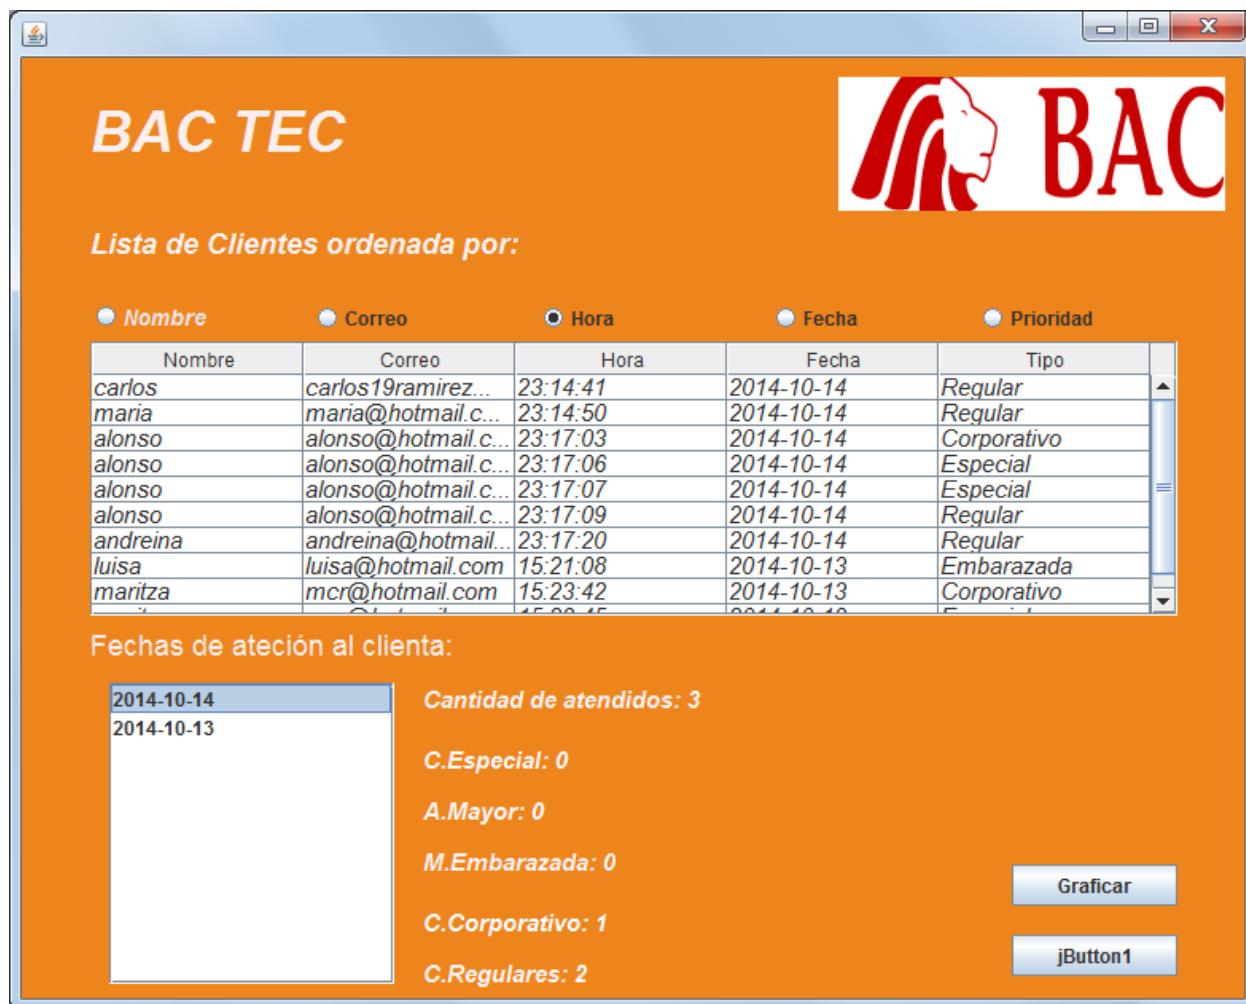 BAC TEC
BAC
Lista de Clientes ordenada por:
Nombre Correo Hora Fecha Prioridad
Nombre Correo Hora Fecha Tipo
carlos carlos19ramirez... 23:14:41 2014-10-14 Regular
maria maria@hotmail.c... 23:14:50 2014-10-14 Regular
alonso alonso@hotmail.c... 23:17:03 2014-10-14 Corporativo
alonso alonso@hotmail.c... 23:17:06 2014-10-14 Especial
alonso alonso@hotmail.c... 23:17:07 2014-10-14 Especial
alonso alonso@hotmail.c... 23:17:09 2014-10-14 Regular
andreina andreina@hotmail... 23:17:20 2014-10-14 Regular
luisa luisa@hotmail.com 15:21:08 2014-10-13 Embarazada
maritza mcr@hotmail.com 15:23:42 2014-10-13 Corporativo
Fechas de ateción al clienta:
2014-10-14
2014-10-13
Cantidad de atendidos: 3
C.Especial: 0
A.Mayor: 0
M.Embarazada: 0
C.Corporativo: 1
C.Regulares: 2
Graficar
jButton1